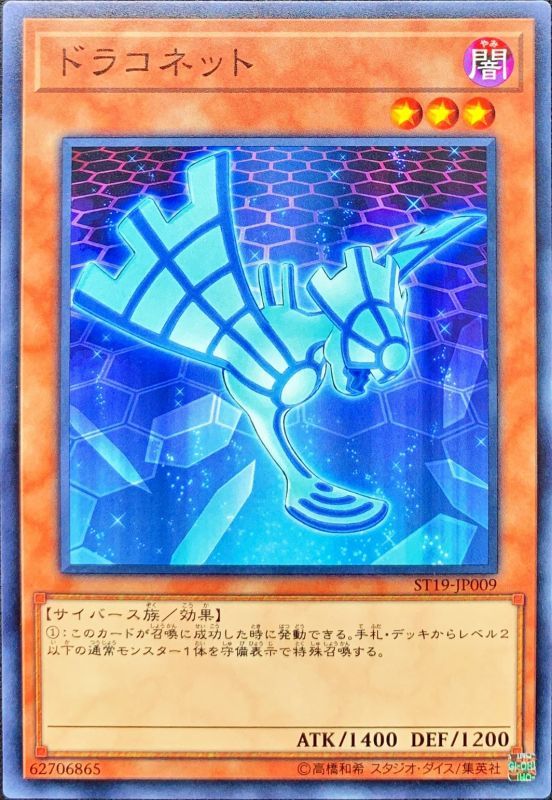 ドラコネット
闇
ST19-JP009
【サイバース族/効果】
①:このカードが召喚に成功した時に発動できる。手札・デッキからレベル2
以下の通常モンスター1体を守備表示で特殊召喚する。
ATK/1400 DEF/1200
62706865
©高橋和希 スタジオ・ダイス/集英社